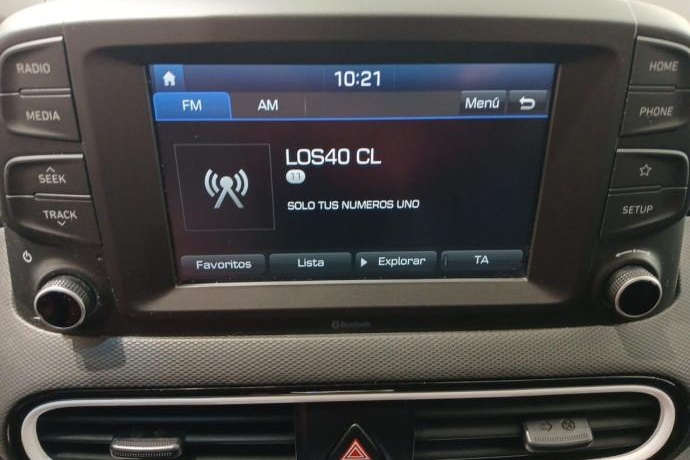 RADIO
MEDIA
SEEK
TRACK
10:21
FM AM Menú
LOS40 CL
11
SOLO TUS NUMEROS UNO
Favoritos Lista Explorar TA
HOME
PHONE
SETUP
Bluetooth